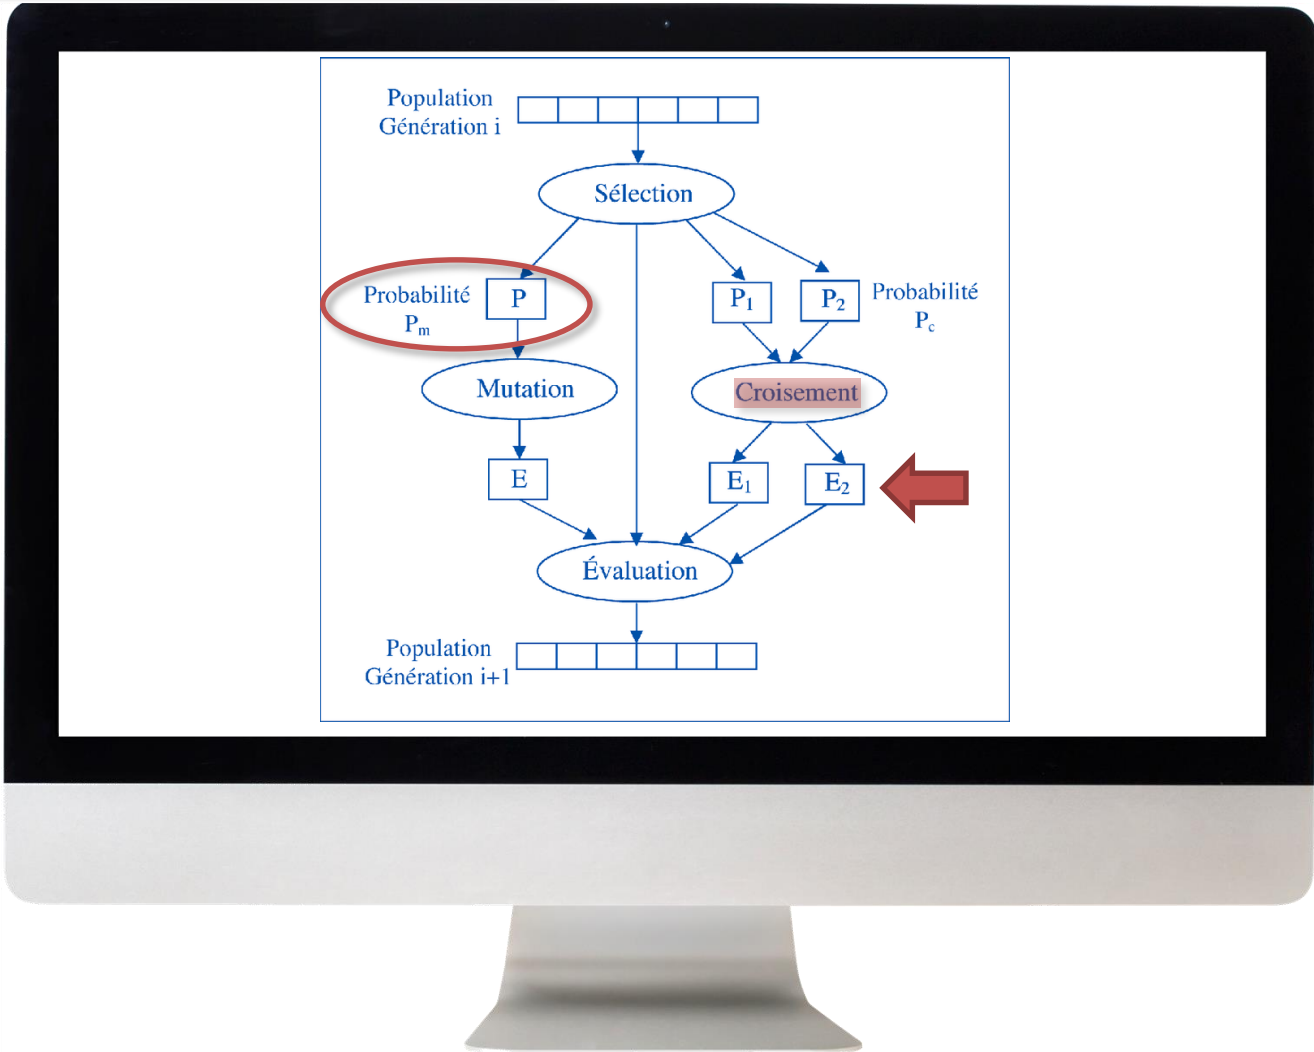 Population
Génération i
Sélection
Probabilité
Pm
P
P1
P2
Probabilité
Pc
Mutation
Croisement
E
E1
E2
Évaluation
Population
Génération i+1